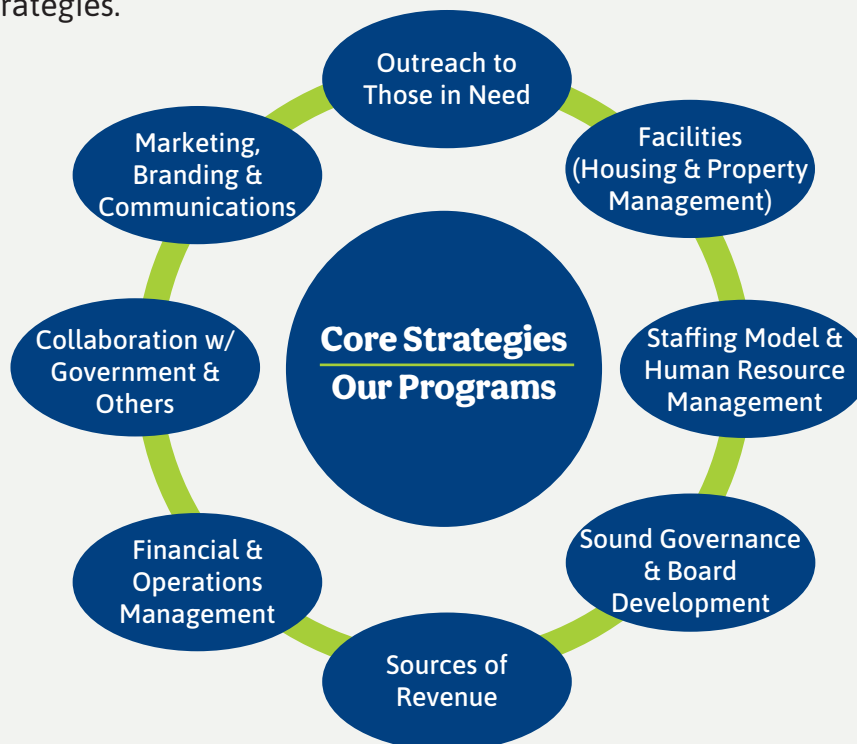 Outreach to
Those in Need
Facilities
(Housing & Property
Management)
Staffing Model &
Human Resource
Management
Sound Governance
& Board
Development
Sources of
Revenue
Financial &
Operations
Management
Collaboration w/
Government &
Others
Marketing,
Branding &
Communications
Core Strategies
Our Programs